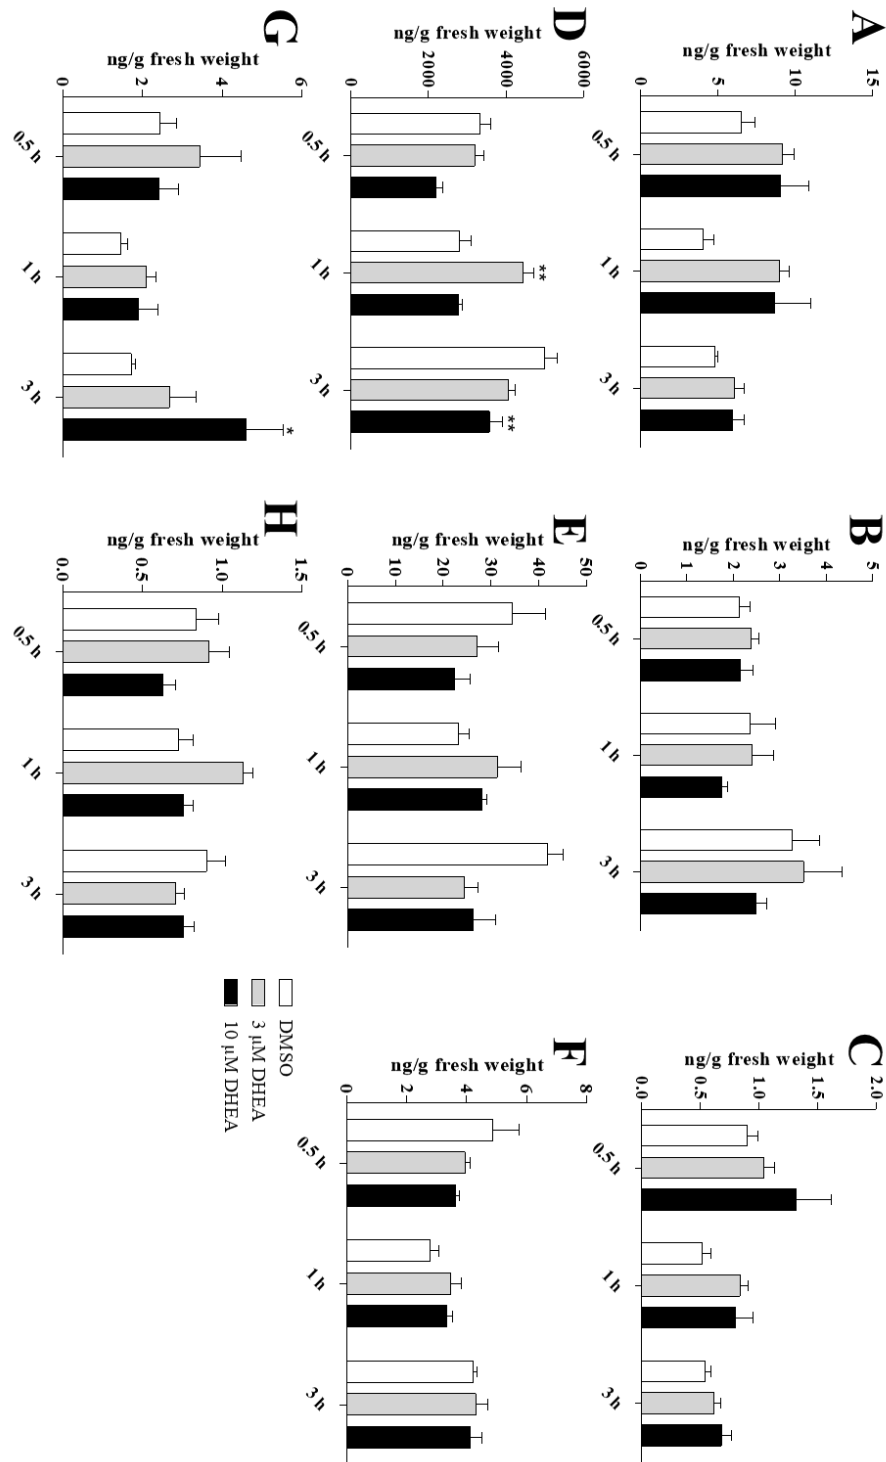 A
ng/g fresh weight
15
10
5
0
0.5 h
1 h
3 h
B
ng/g fresh weight
5
4
3
2
1
0
0.5 h
1 h
3 h
C
ng/g fresh weight
2.0
1.5
1.0
0.5
0.0
0.5 h
1 h
3 h
D
ng/g fresh weight
6000
4000
2000
0
**
**
0.5 h
1 h
3 h
E
ng/g fresh weight
50
40
30
20
10
0
0.5 h
1 h
3 h
F
ng/g fresh weight
8
6
4
2
0
0.5 h
1 h
3 h
G
ng/g fresh weight
6
4
2
0
*
0.5 h
1 h
3 h
H
ng/g fresh weight
1.5
1.0
0.5
0.0
0.5 h
1 h
3 h
DMSO
3 µM DHEA
10 µM DHEA